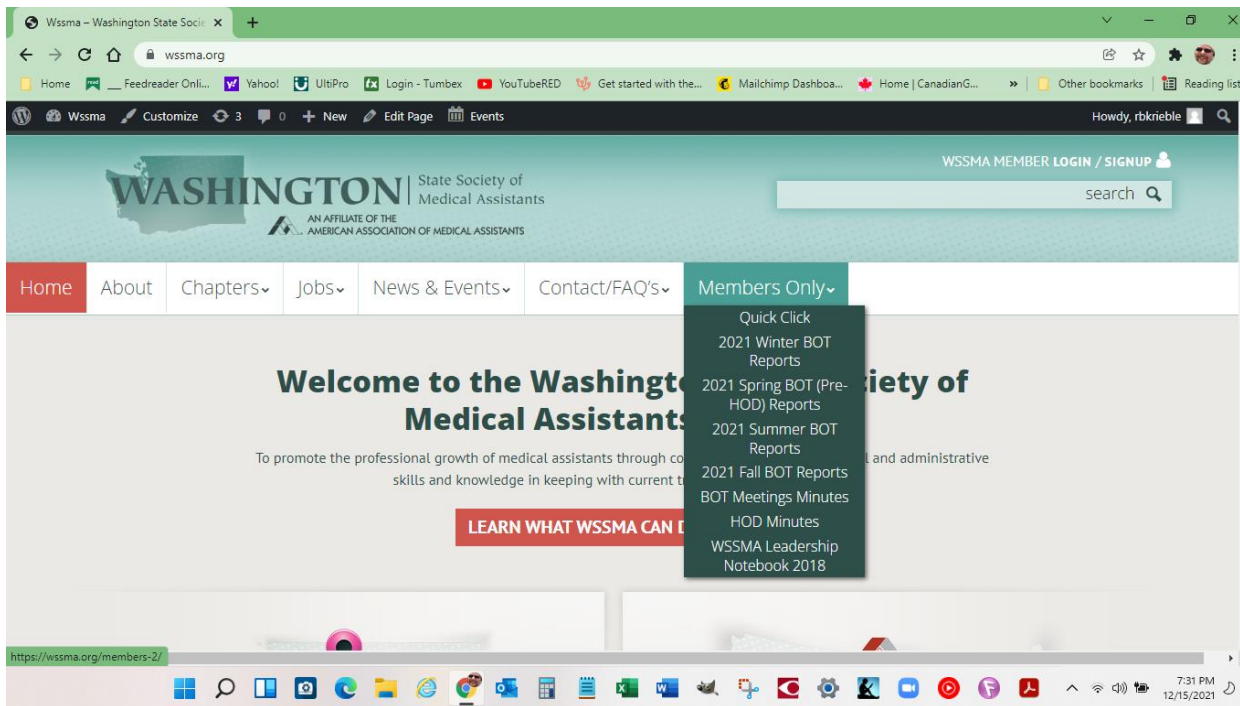 Wssma – Washington State Socie
wssma.org
Home
__ Feedreader Onli...
Yahoo!
UltiPro
Login - Tumbex
YouTubeRED
Get started with the...
Mailchimp Dashboa...
Home | CanadianG...
»
Other bookmarks
Reading list
Wssma
Customize
3
0
New
Edit Page
Events
Howdy, rbkrieble
WASHINGTON
State Society of
Medical Assistants
AN AFFILIATE OF THE
AMERICAN ASSOCIATION OF MEDICAL ASSISTANTS
WSSMA MEMBER LOGIN / SIGNUP
search
Home
About
Chapters
Jobs
News & Events
Contact/FAQ's
Members Only
Quick Click
2021 Winter BOT
Reports
2021 Spring BOT (Pre-
HOD) Reports
2021 Summer BOT
Reports
2021 Fall BOT Reports
BOT Meetings Minutes
HOD Minutes
WSSMA Leadership
Notebook 2018
Welcome to the Washingt ciety of
Medical Assistants
To promote the professional growth of medical assistants through co l and administrative
skills and knowledge in keeping with current t
LEARN WHAT WSSMA CAN D
https://wssma.org/members-2/
7:31 PM
12/15/2021